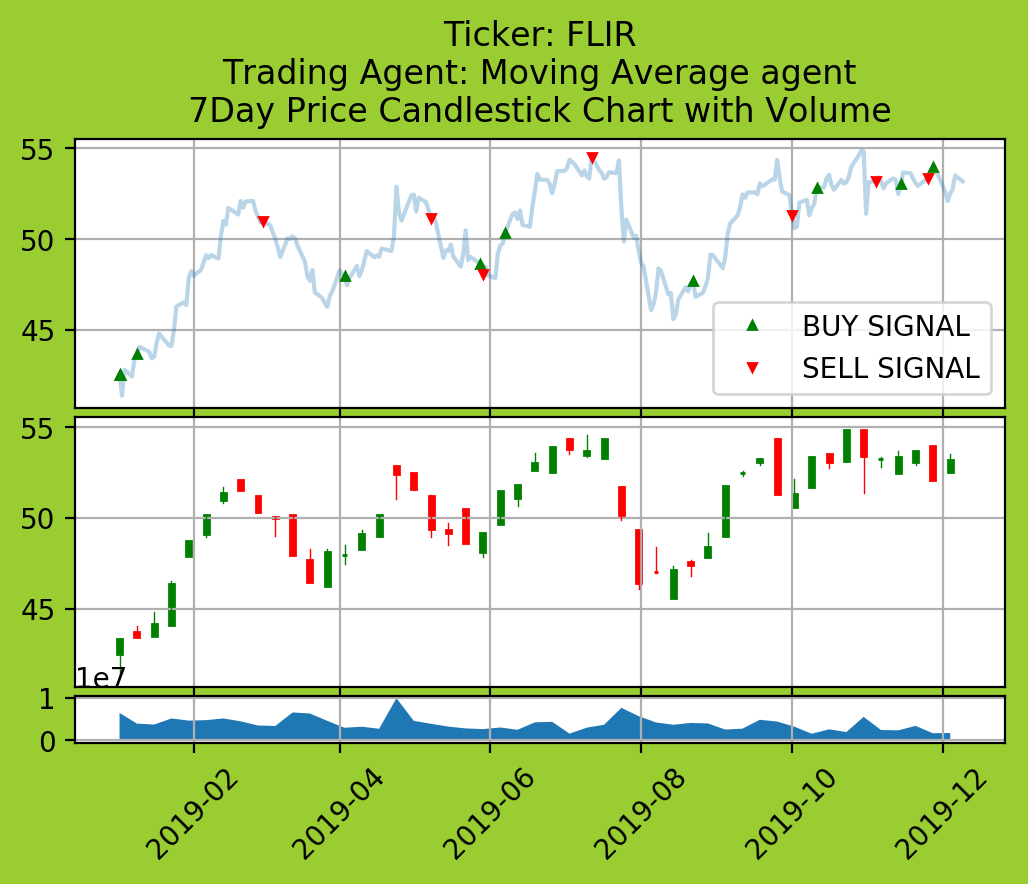 Ticker: FLIR
Trading Agent: Moving Average agent
7Day Price Candlestick Chart with Volume
55
50
45
BUY SIGNAL
SELL SIGNAL
55
50
45
1e7
1
0
2019-02
2019-04
2019-06
2019-08
2019-10
2019-12